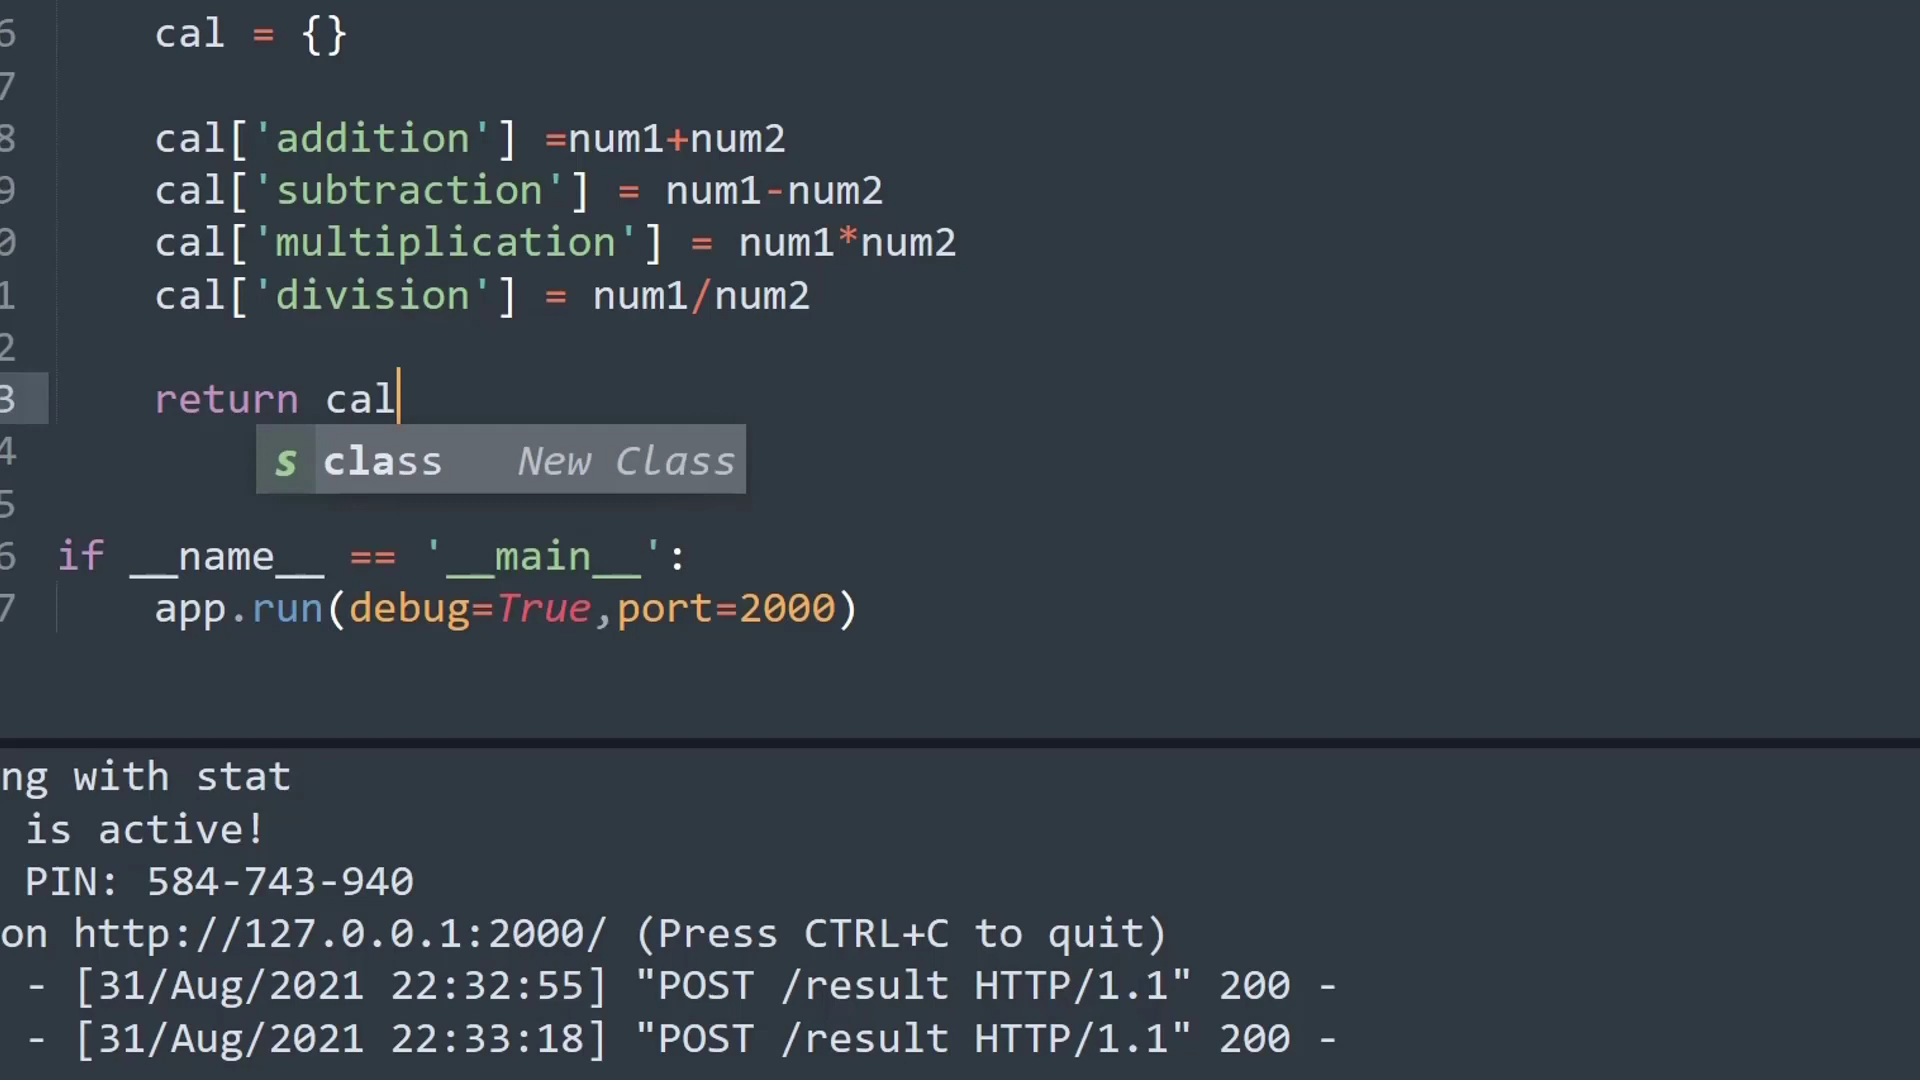 6 cal = {}
7
8 cal['addition'] =num1+num2
9 cal['subtraction'] = num1-num2
0 cal['multiplication'] = num1*num2
1 cal['division'] = num1/num2
2
3 return cal
4 s class New Class
5
6 if __name__ == '__main__':
7 app.run(debug=True,port=2000)
ng with stat
is active!
PIN: 584-743-940
on http://127.0.0.1:2000/ (Press CTRL+C to quit)
- [31/Aug/2021 22:32:55] "POST /result HTTP/1.1" 200 -
- [31/Aug/2021 22:33:18] "POST /result HTTP/1.1" 200 -